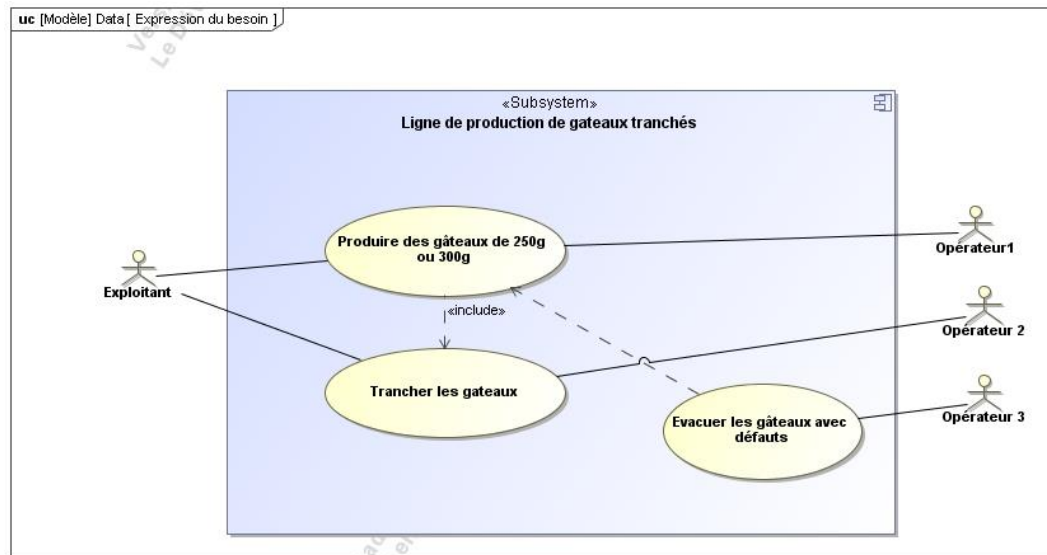 uc [Modèle] Data [ Expression du besoin ]
«Subsystem»
Ligne de production de gateaux tranchés
Produire des gâteaux de 250g
ou 300g
Opérateur1
Exploitant
«include»
Opérateur 2
Trancher les gateaux
Evacuer les gâteaux avec
défauts
Opérateur 3